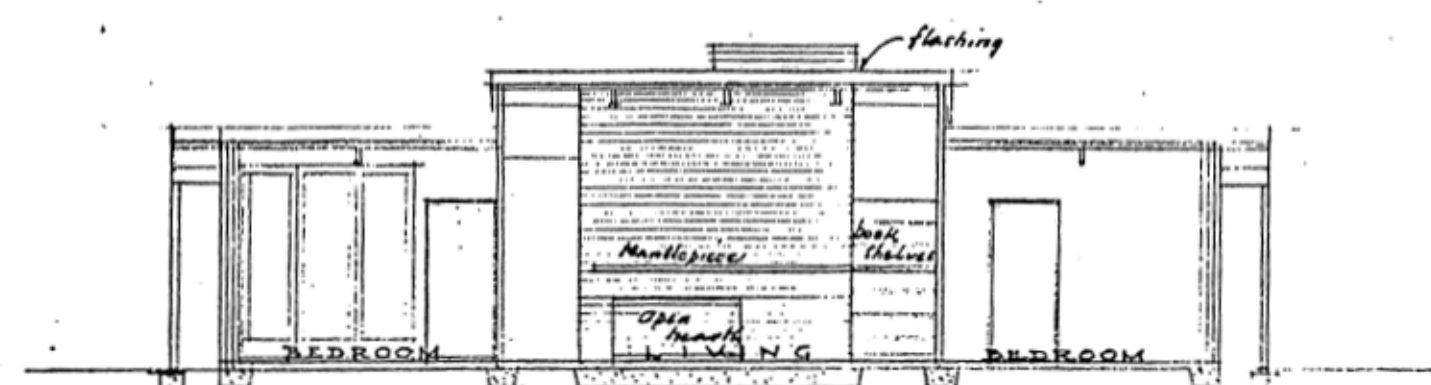 flashing
book
shelves
Mantlepiece
Open
hearth
BEDROOM
LIVING
BEDROOM